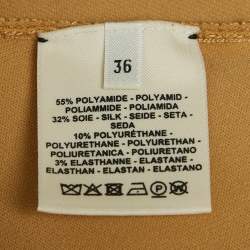 36
55% POLYAMIDE - POLYAMID -
POLIAMMIDE - POLIAMIDA
32% SOIE - SILK - SEIDE - SETA -
SEDA
10% POLYURÉTHANE -
POLYURETHANE - POLYURETHAN -
POLIURETANICA - POLIURETANO
3% ELASTHANNE - ELASTANE -
ELASTHAN - ELASTAN - ELASTANO